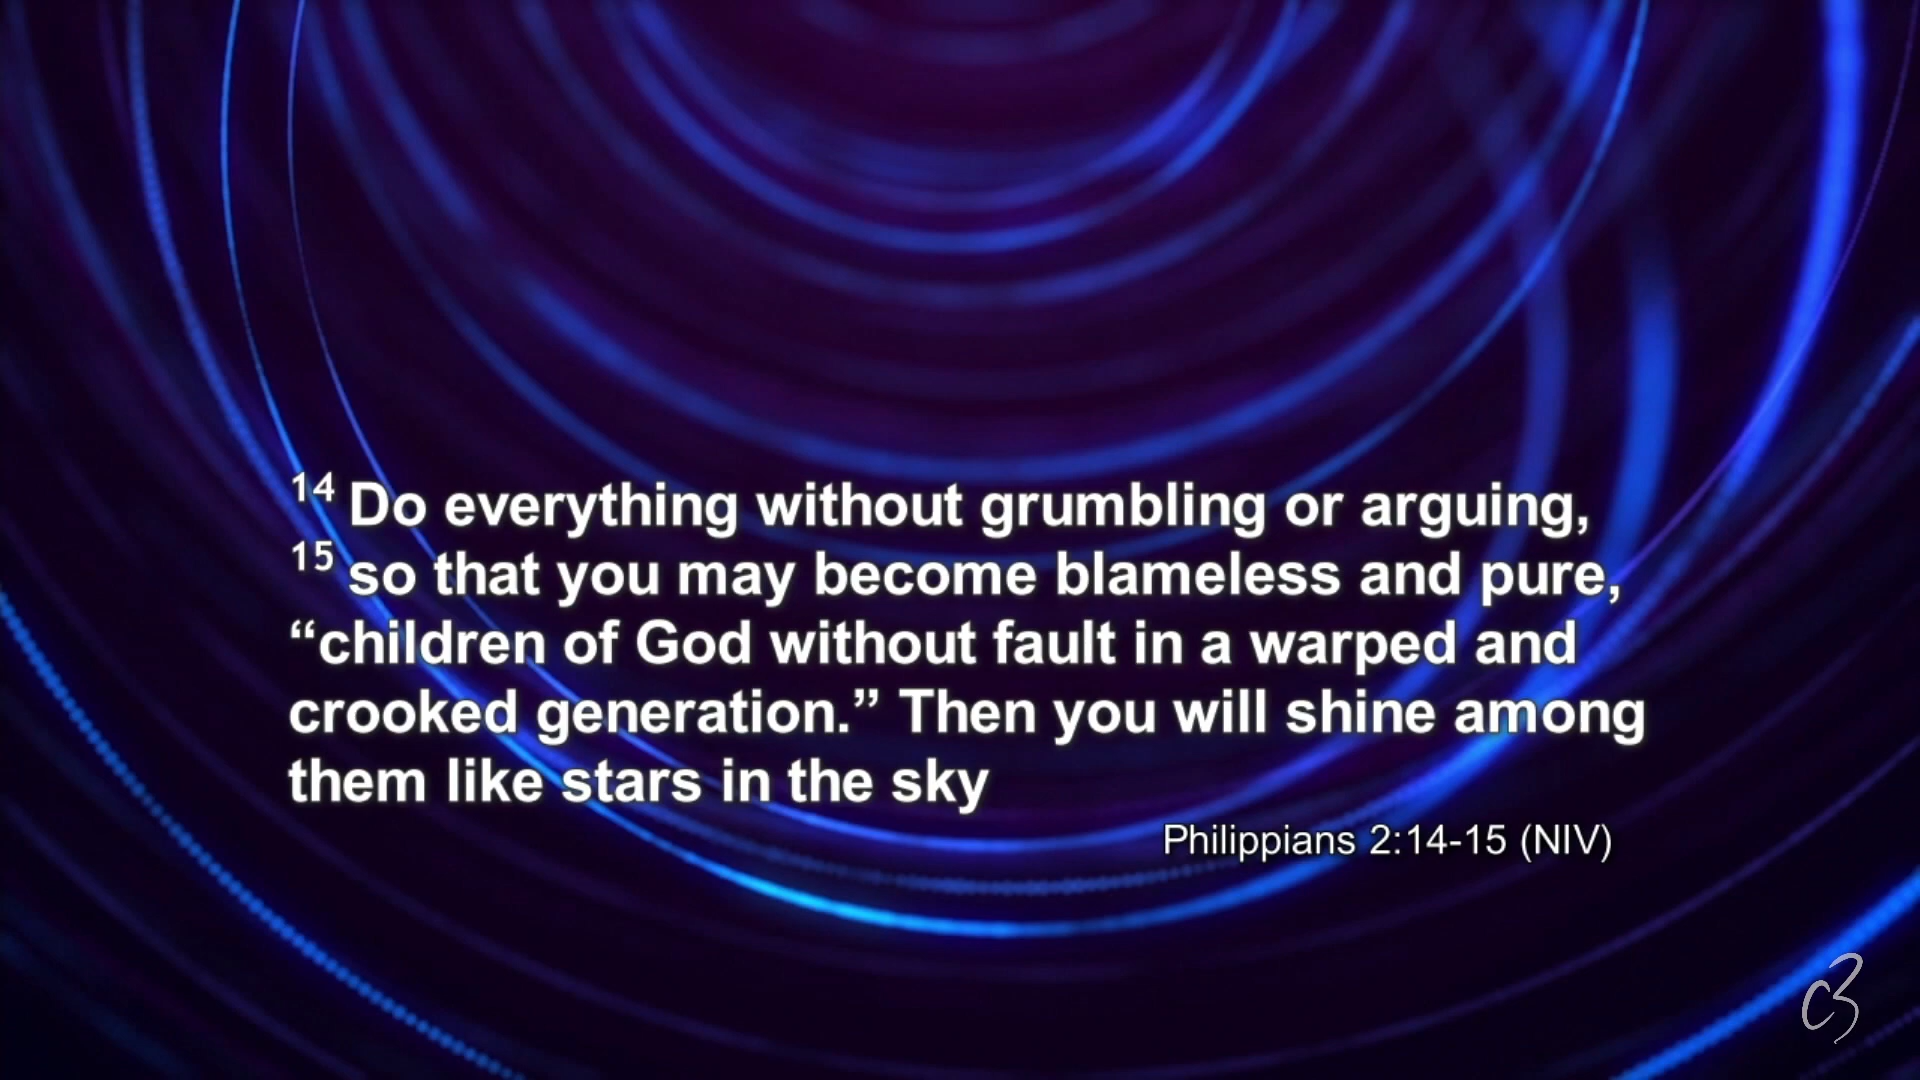 14 Do everything without grumbling or arguing,
15 so that you may become blameless and pure,
“children of God without fault in a warped and
crooked generation.” Then you will shine among
them like stars in the sky
Philippians 2:14-15 (NIV)
c3